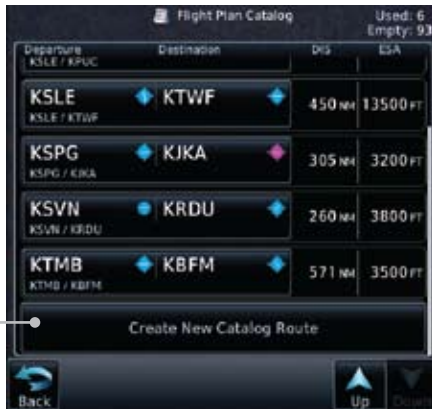 Flight Plan Catalog
Used: 6
Empty: 93
Departure Destination DIS ESA
KSLE / KPUC
KSLE KTWF 450 NM 13500 FT
KSLE / KTWF
KSPG KJKA 305 NM 3200 FT
KSPG / KJKA
KSVN KRDU 260 NM 3800 FT
KSVN / KRDU
KTMB KBFM 571 NM 3500 FT
KTMB / KBFM
Create New Catalog Route
Back Up Down